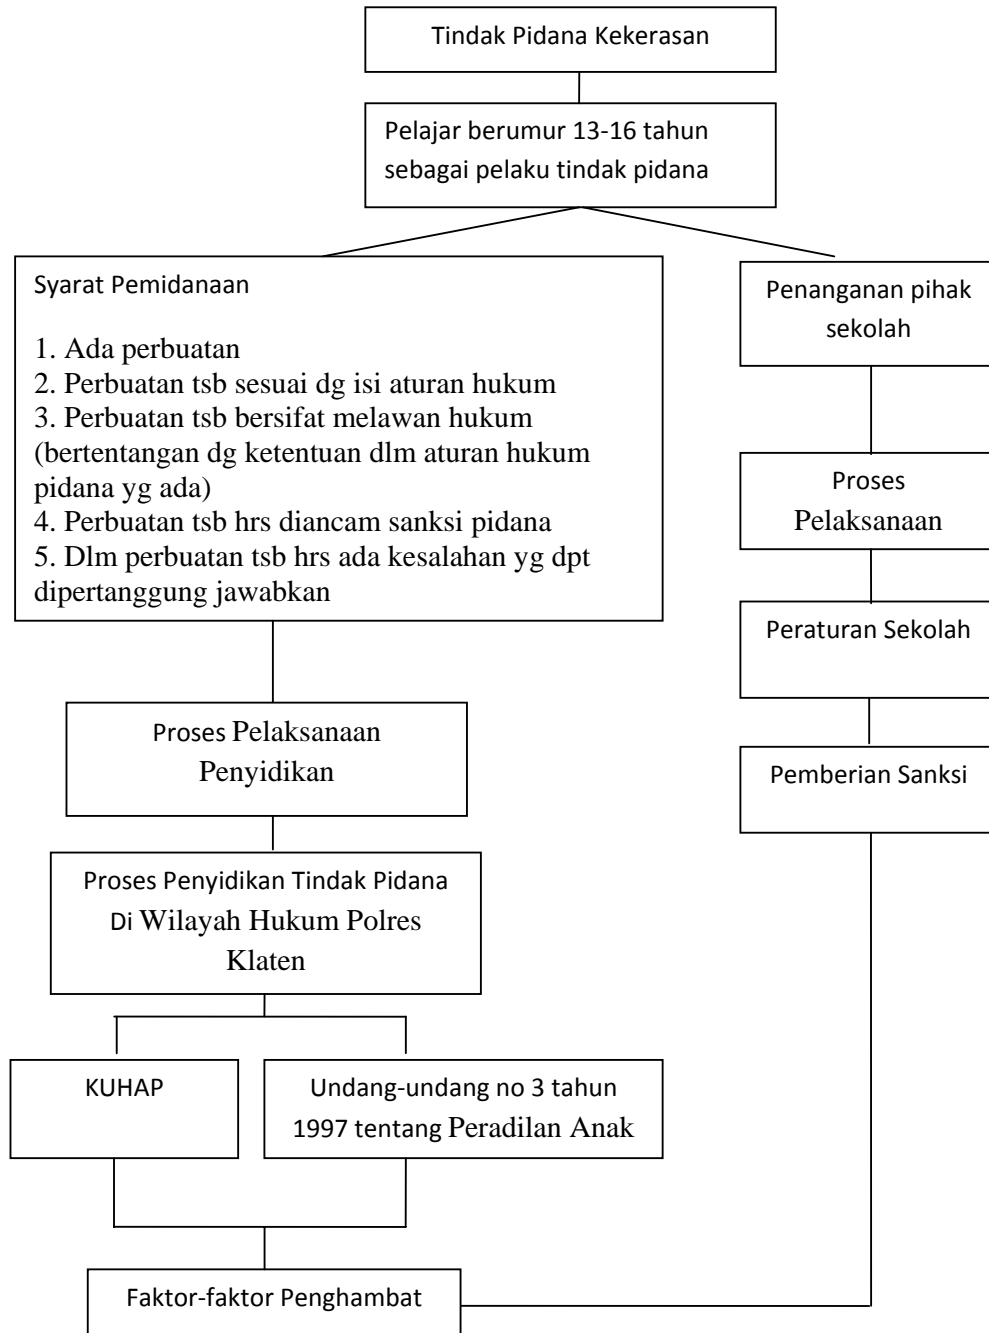 Tindak Pidana Kekerasan
Pelajar berumur 13-16 tahun
sebagai pelaku tindak pidana
Syarat Pemidanaan
1. Ada perbuatan
2. Perbuatan tsb sesuai dg isi aturan hukum
3. Perbuatan tsb bersifat melawan hukum
(bertentangan dg ketentuan dlm aturan hukum
pidana yg ada)
4. Perbuatan tsb hrs diancam sanksi pidana
5. Dlm perbuatan tsb hrs ada kesalahan yg dpt
dipertanggung jawabkan
Penanganan pihak
sekolah
Proses
Pelaksanaan
Peraturan Sekolah
Pemberian Sanksi
Proses Pelaksanaan
Penyidikan
Proses Penyidikan Tindak Pidana
Di Wilayah Hukum Polres
Klaten
KUHAP
Undang-undang no 3 tahun
1997 tentang Peradilan Anak
Faktor-faktor Penghambat